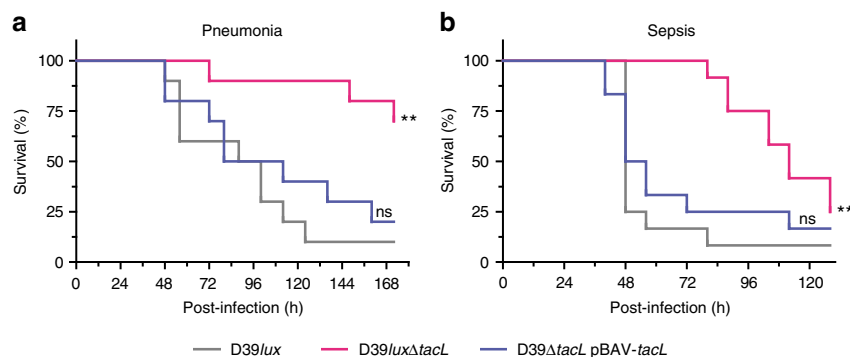 a
Pneumonia
100
75
50
25
0
Survival (%)
**
ns
0 24 48 72 96 120 144 168
Post-infection (h)
b
Sepsis
100
75
50
25
0
Survival (%)
**
ns
0 24 48 72 96 120
Post-infection (h)
D39lux D39luxΔtacL D39ΔtacL pBAV-tacL